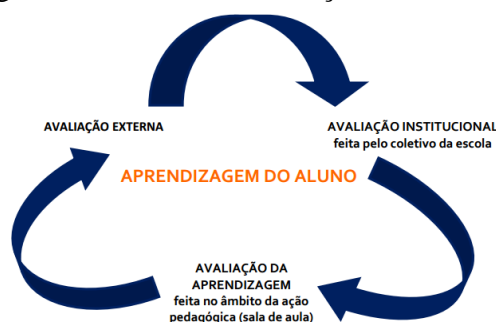 AVALIAÇÃO EXTERNA
AVALIAÇÃO INSTITUCIONAL
feita pelo coletivo da escola
APRENDIZAGEM DO ALUNO
AVALIAÇÃO DA
APRENDIZAGEM
feita no âmbito da ação
pedagógica (sala de aula)